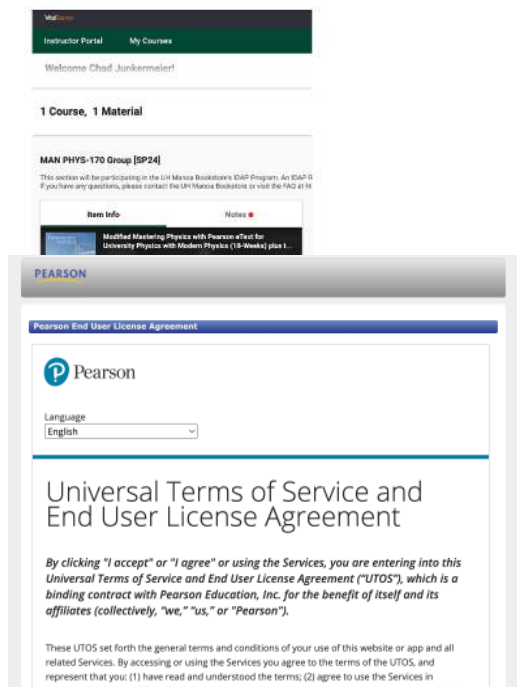 VitalSource
Instructor Portal My Courses
Welcome Chad Junkermeier!
1 Course, 1 Material
MAN PHYS-170 Group [SP24]
This section will be participating in the UH Manoa Bookstore's IDAP Program. An IDAP
If you have any questions, please contact the UH Manoa Bookstore or visit the FAQ at
Item Info Notes
Modified Mastering Physics with Pearson eText for
University Physics with Modern Physics (18-Weeks) plus t...
PEARSON
Pearson End User License Agreement
Pearson
Language
English
Universal Terms of Service and
End User License Agreement
By clicking "I accept" or "I agree" or using the Services, you are entering into this
Universal Terms of Service and End User License Agreement ("UTOS"), which is a
binding contract with Pearson Education, Inc. for the benefit of itself and its
affiliates (collectively, "we," "us," or "Pearson").
These UTOS set forth the general terms and conditions of your use of this website or app and all
related Services. By accessing or using the Services you agree to the terms of the UTOS, and
represent that you: (1) have read and understood the terms; (2) agree to use the Services in